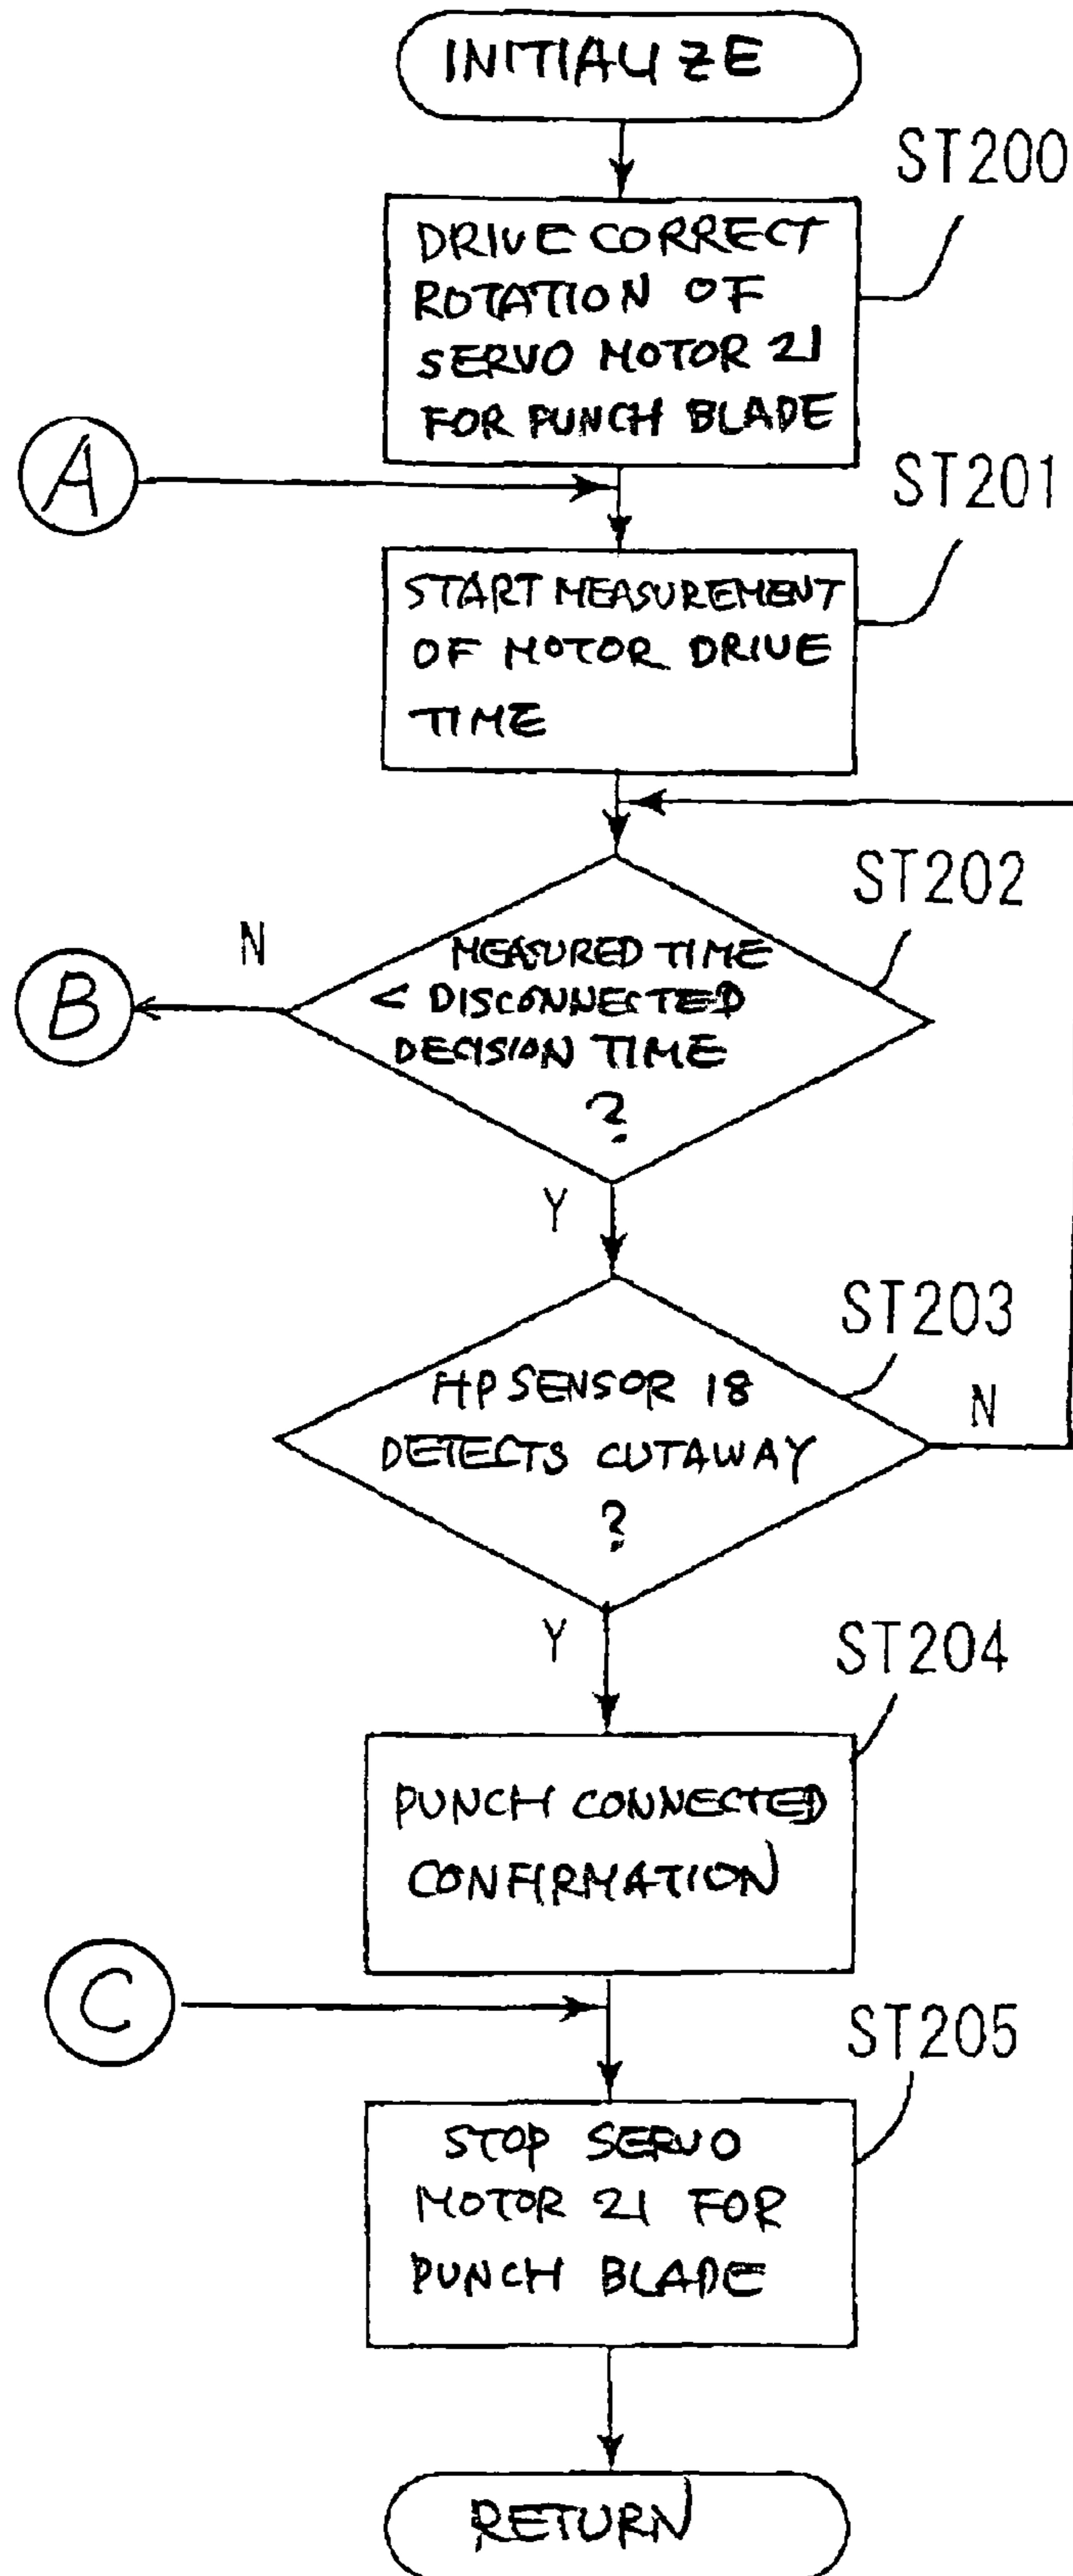 INITIALIZE
ST200
DRIVE CORRECT
ROTATION OF
SERVO MOTOR 21
FOR PUNCH BLADE
A
ST201
START MEASUREMENT
OF MOTOR DRIVE
TIME
ST202
N
MEASURED TIME
< DISCONNECTED
DECISION TIME
?
B
Y
ST203
HP SENSOR 18
DETECTS CUTAWAY
?
N
Y
ST204
PUNCH CONNECTED
CONFIRMATION
C
ST205
STOP SERVO
MOTOR 21 FOR
PUNCH BLADE
RETURN